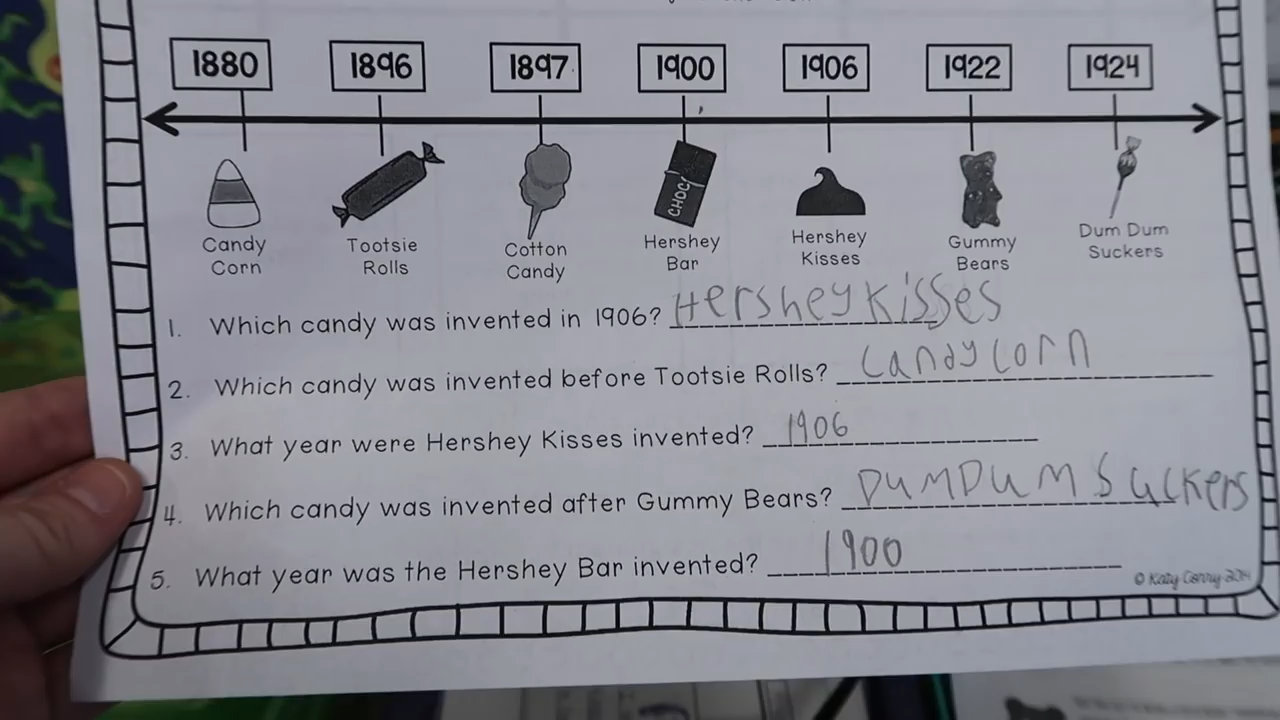 1880 1896 1897 1900 1906 1922 1924
CHOC
Candy Corn Tootsie Rolls Cotton Candy Hershey Bar Hershey Kisses Gummy Bears Dum Dum Suckers
1. Which candy was invented in 1906? Hershey Kisses
2. Which candy was invented before Tootsie Rolls? candy corn
3. What year were Hershey Kisses invented? 1906
4. Which candy was invented after Gummy Bears? DumDum Suckers
5. What year was the Hershey Bar invented? 1900
© Katy Conry